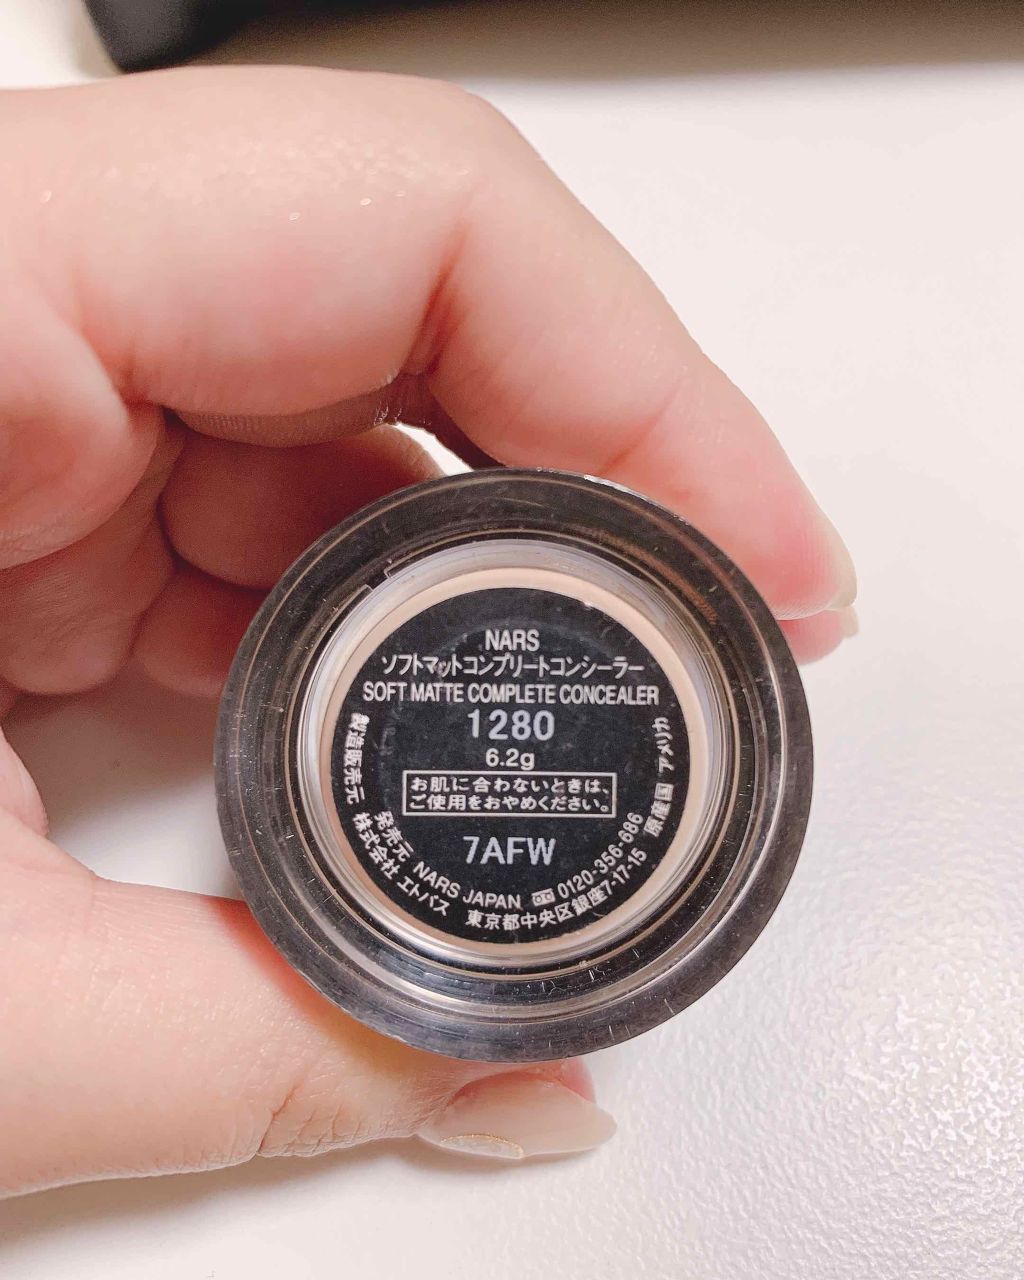 NARS
ソフトマットコンプリートコンシーラー
SOFT MATTE COMPLETE CONCEALER
1280
6.2g
お肌に合わないときは、
ご使用をおやめください。
7AFW
発売元 NARS JAPAN 0120-356-686
製造販売元 株式会社 エトバス 東京都中央区銀座7-17-15 原産国 アメリカ